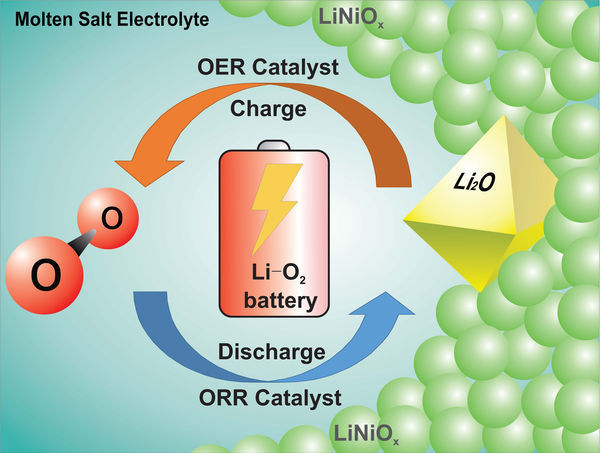 Molten Salt Electrolyte
LiNiOₓ
OER Catalyst
Charge
Li₂O
O
O
Li–O₂
battery
Discharge
ORR Catalyst
LiNiOₓ